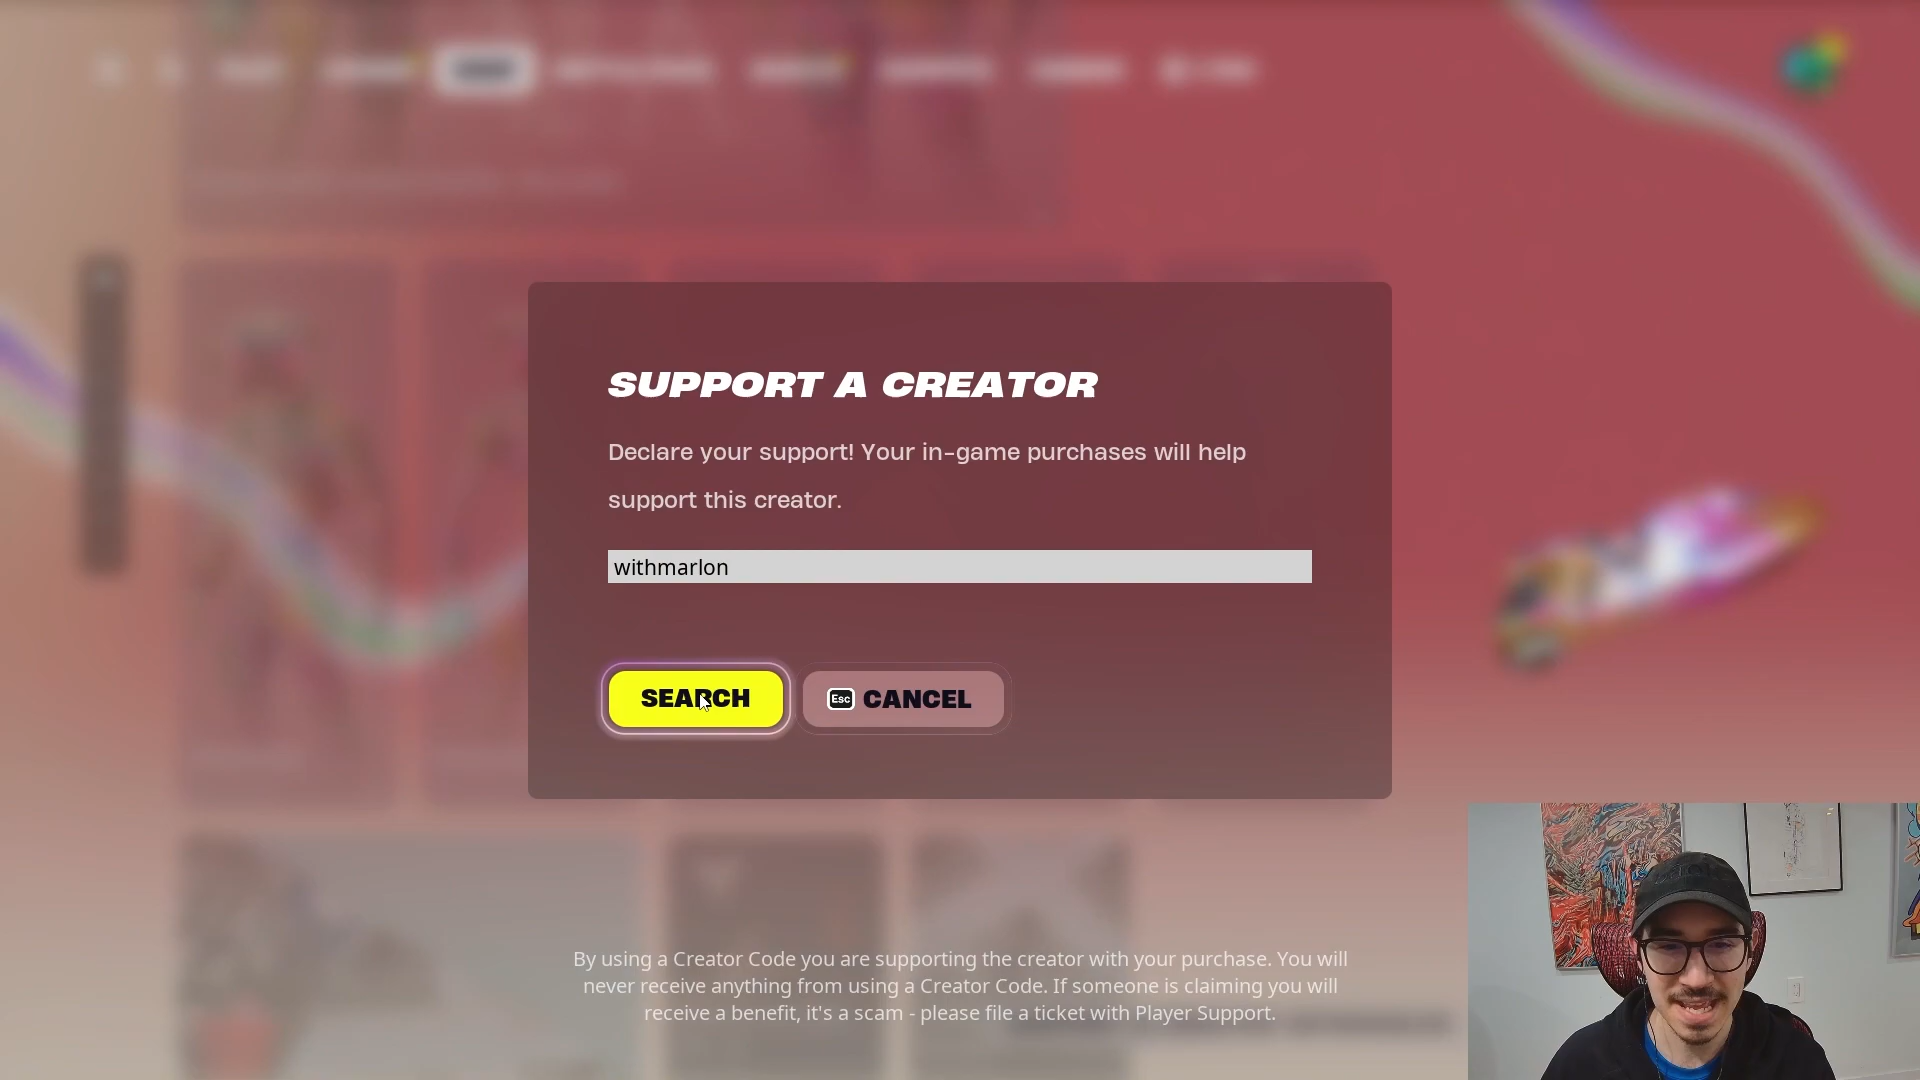 SUPPORT A CREATOR
Declare your support! Your in-game purchases will help
support this creator.
withmarlon
SEARCH
Esc CANCEL
By using a Creator Code you are supporting the creator with your purchase. You will
never receive anything from using a Creator Code. If someone is claiming you will
receive a benefit, it's a scam - please file a ticket with Player Support.